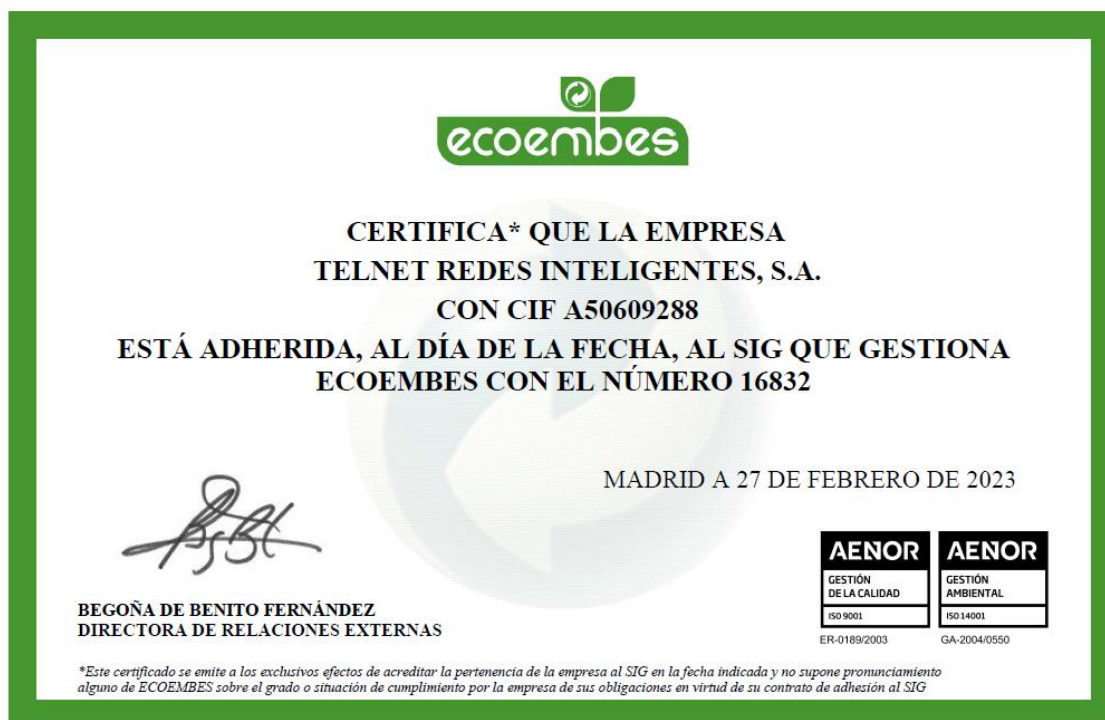 ecoembes
CERTIFICA* QUE LA EMPRESA
TELNET REDES INTELIGENTES, S.A.
CON CIF A50609288
ESTÁ ADHERIDA, AL DÍA DE LA FECHA, AL SIG QUE GESTIONA
ECOEMBES CON EL NÚMERO 16832
MADRID A 27 DE FEBRERO DE 2023
BEGOÑA DE BENITO FERNÁNDEZ
DIRECTORA DE RELACIONES EXTERNAS
AENOR
GESTIÓN
DE LA CALIDAD
ISO 9001
ER-0189/2003
AENOR
GESTIÓN
AMBIENTAL
ISO 14001
GA-2004/0550
*Este certificado se emite a los exclusivos efectos de acreditar la pertenencia de la empresa al SIG en la fecha indicada y no supone pronunciamiento
alguno de ECOEMBES sobre el grado o situación de cumplimiento por la empresa de sus obligaciones en virtud de su contrato de adhesión al SIG